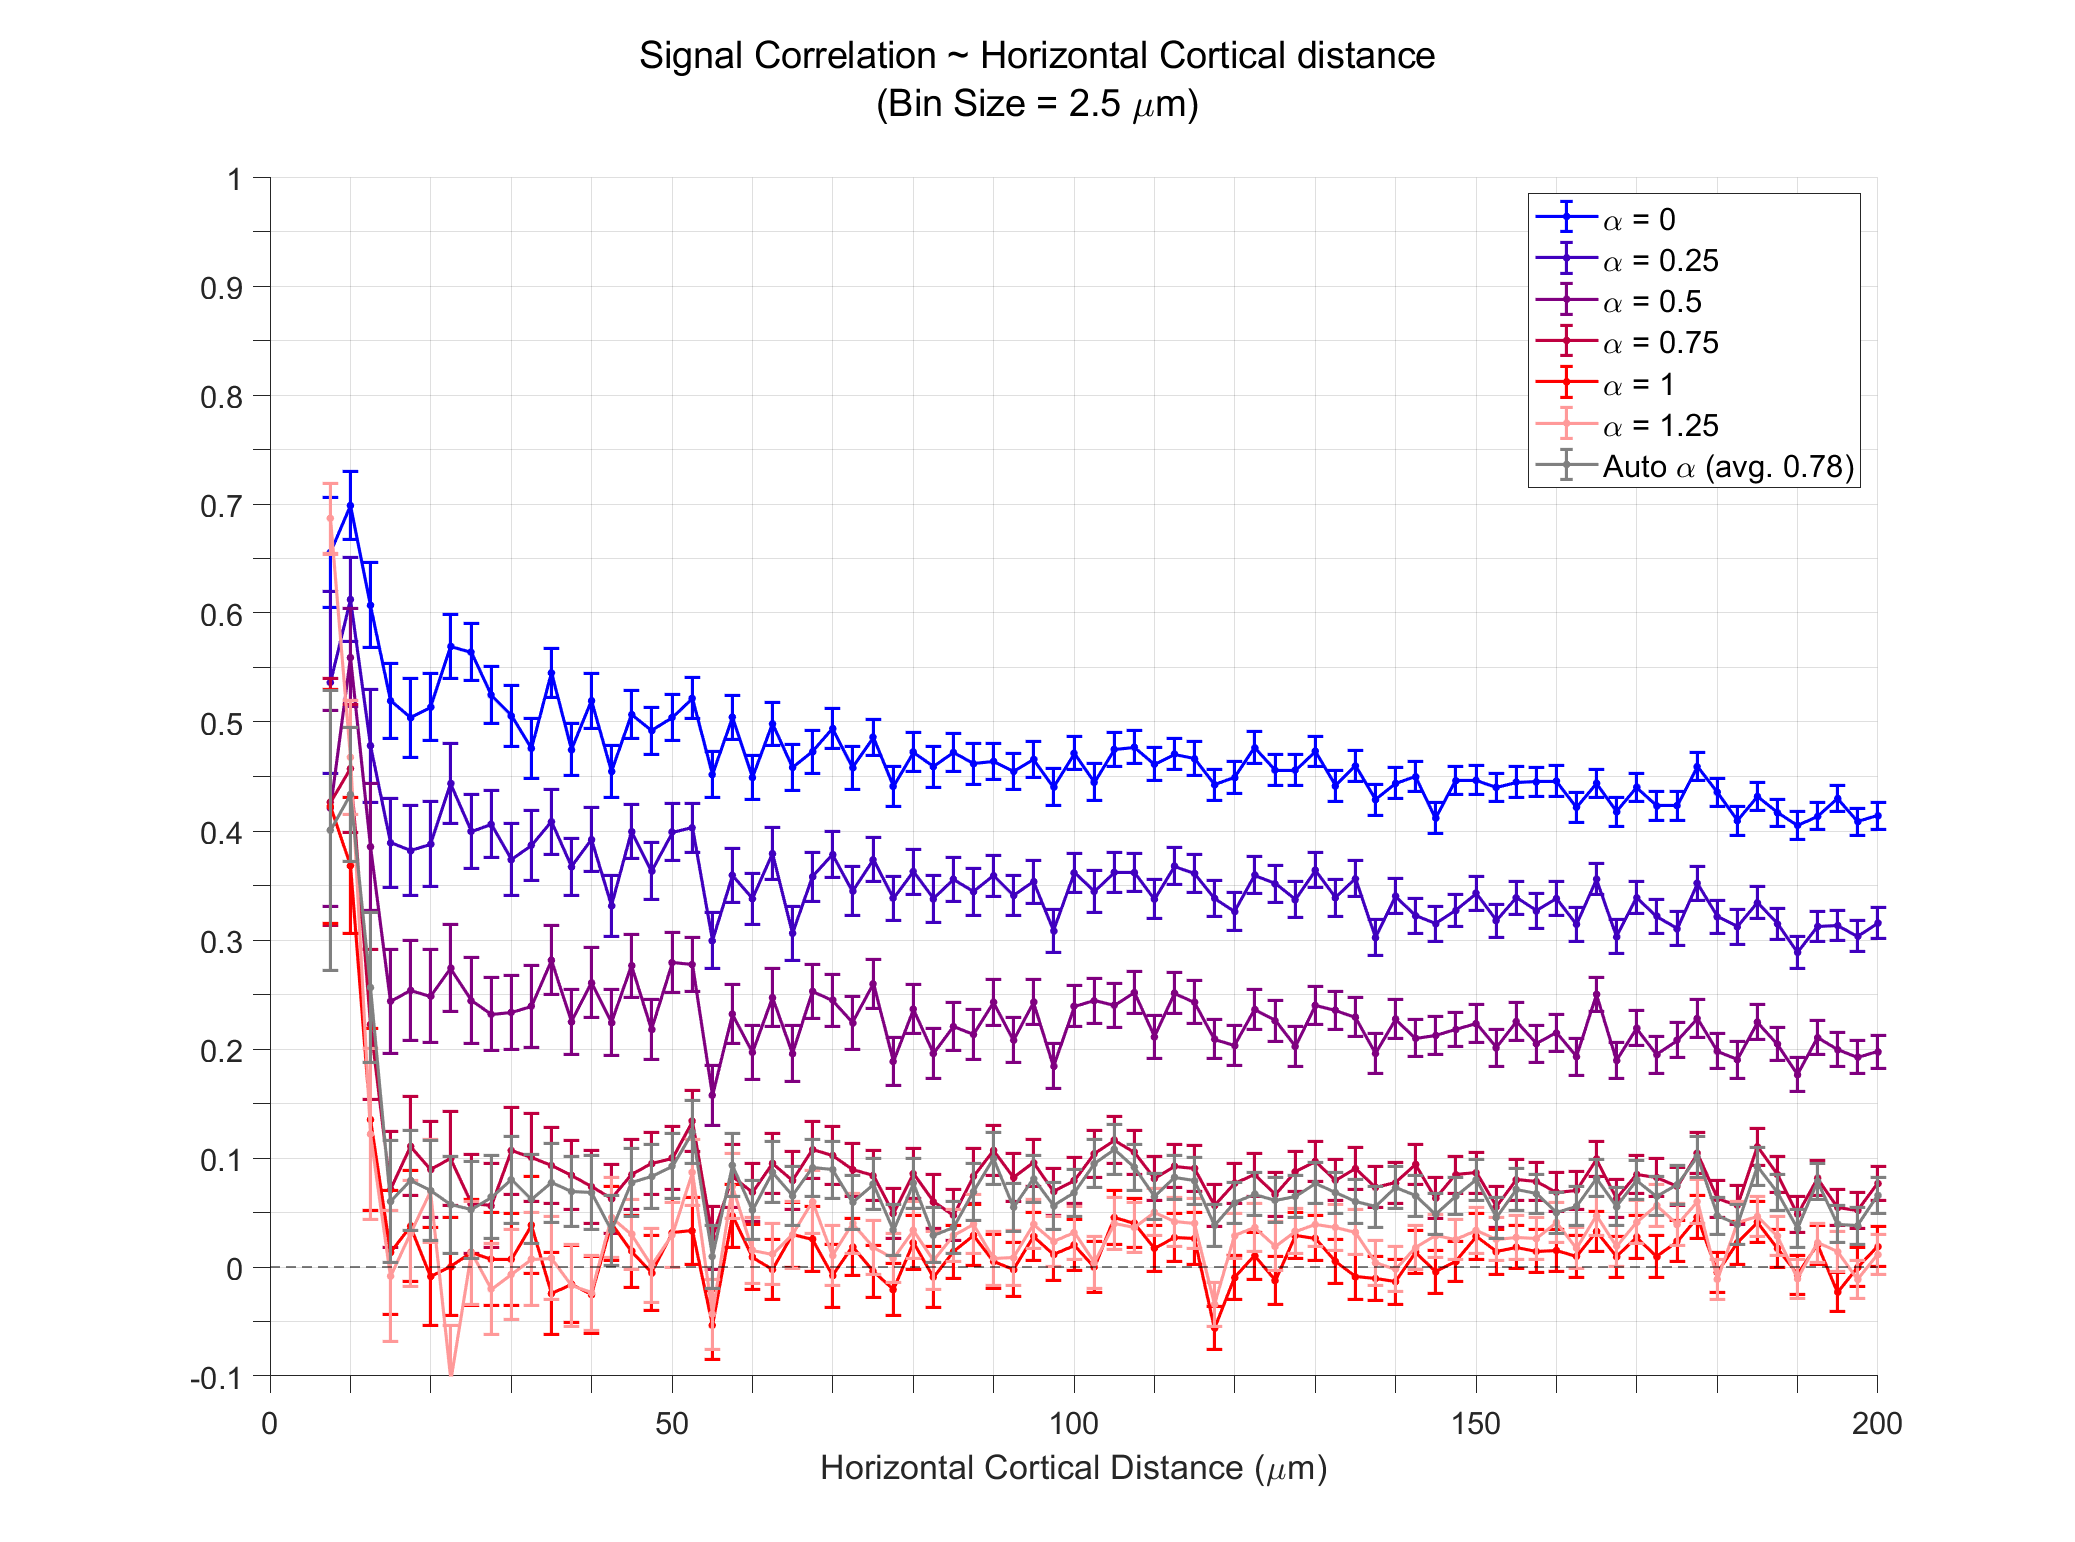 Signal Correlation ~ Horizontal Cortical distance
(Bin Size = 2.5 μm)
1
0.9
0.8
0.7
0.6
0.5
0.4
0.3
0.2
0.1
0
-0.1
α = 0
α = 0.25
α = 0.5
α = 0.75
α = 1
α = 1.25
Auto α (avg. 0.78)
0 50 100 150 200
Horizontal Cortical Distance (μm)